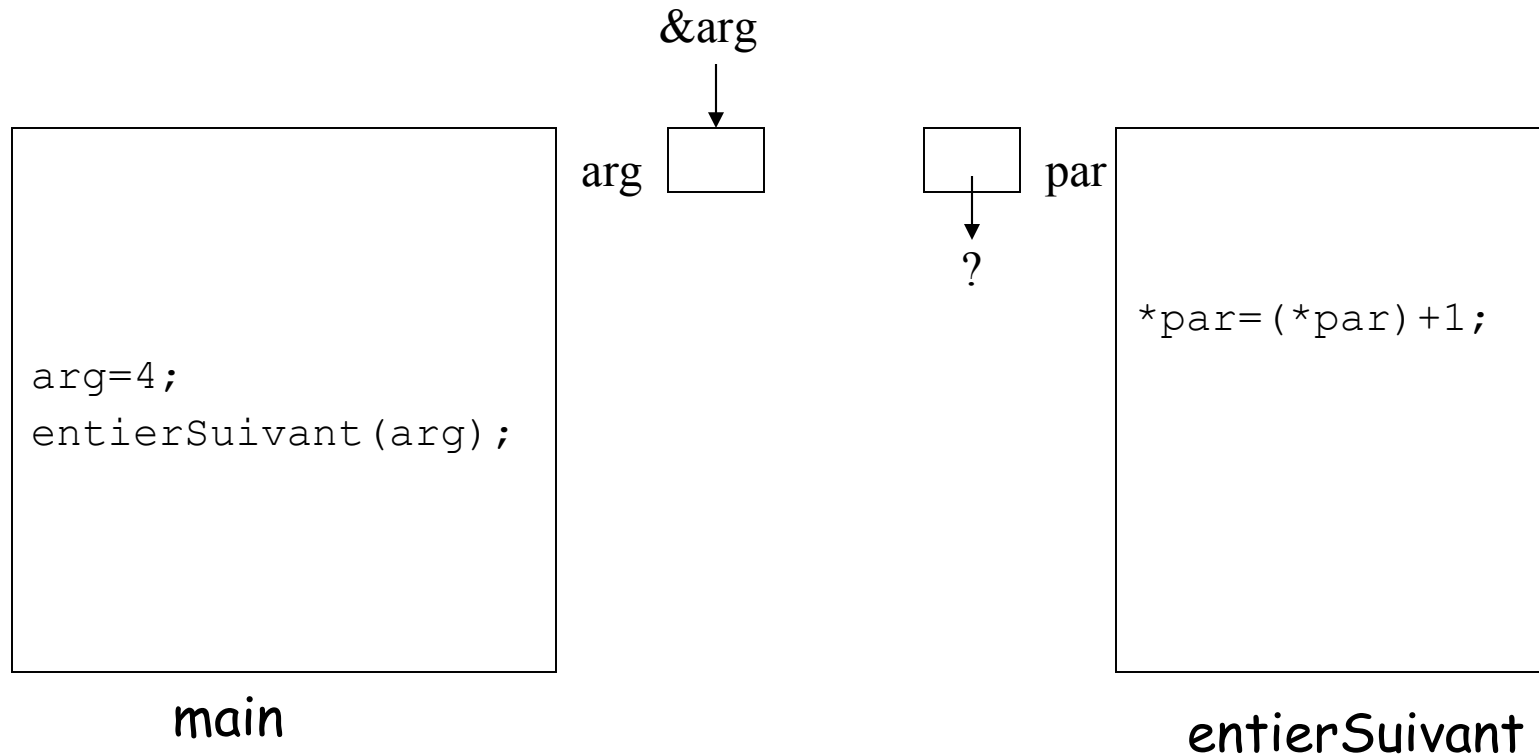 &arg
arg
par
?
*par=(*par)+1;
arg=4;
entierSuivant(arg);
main
entierSuivant